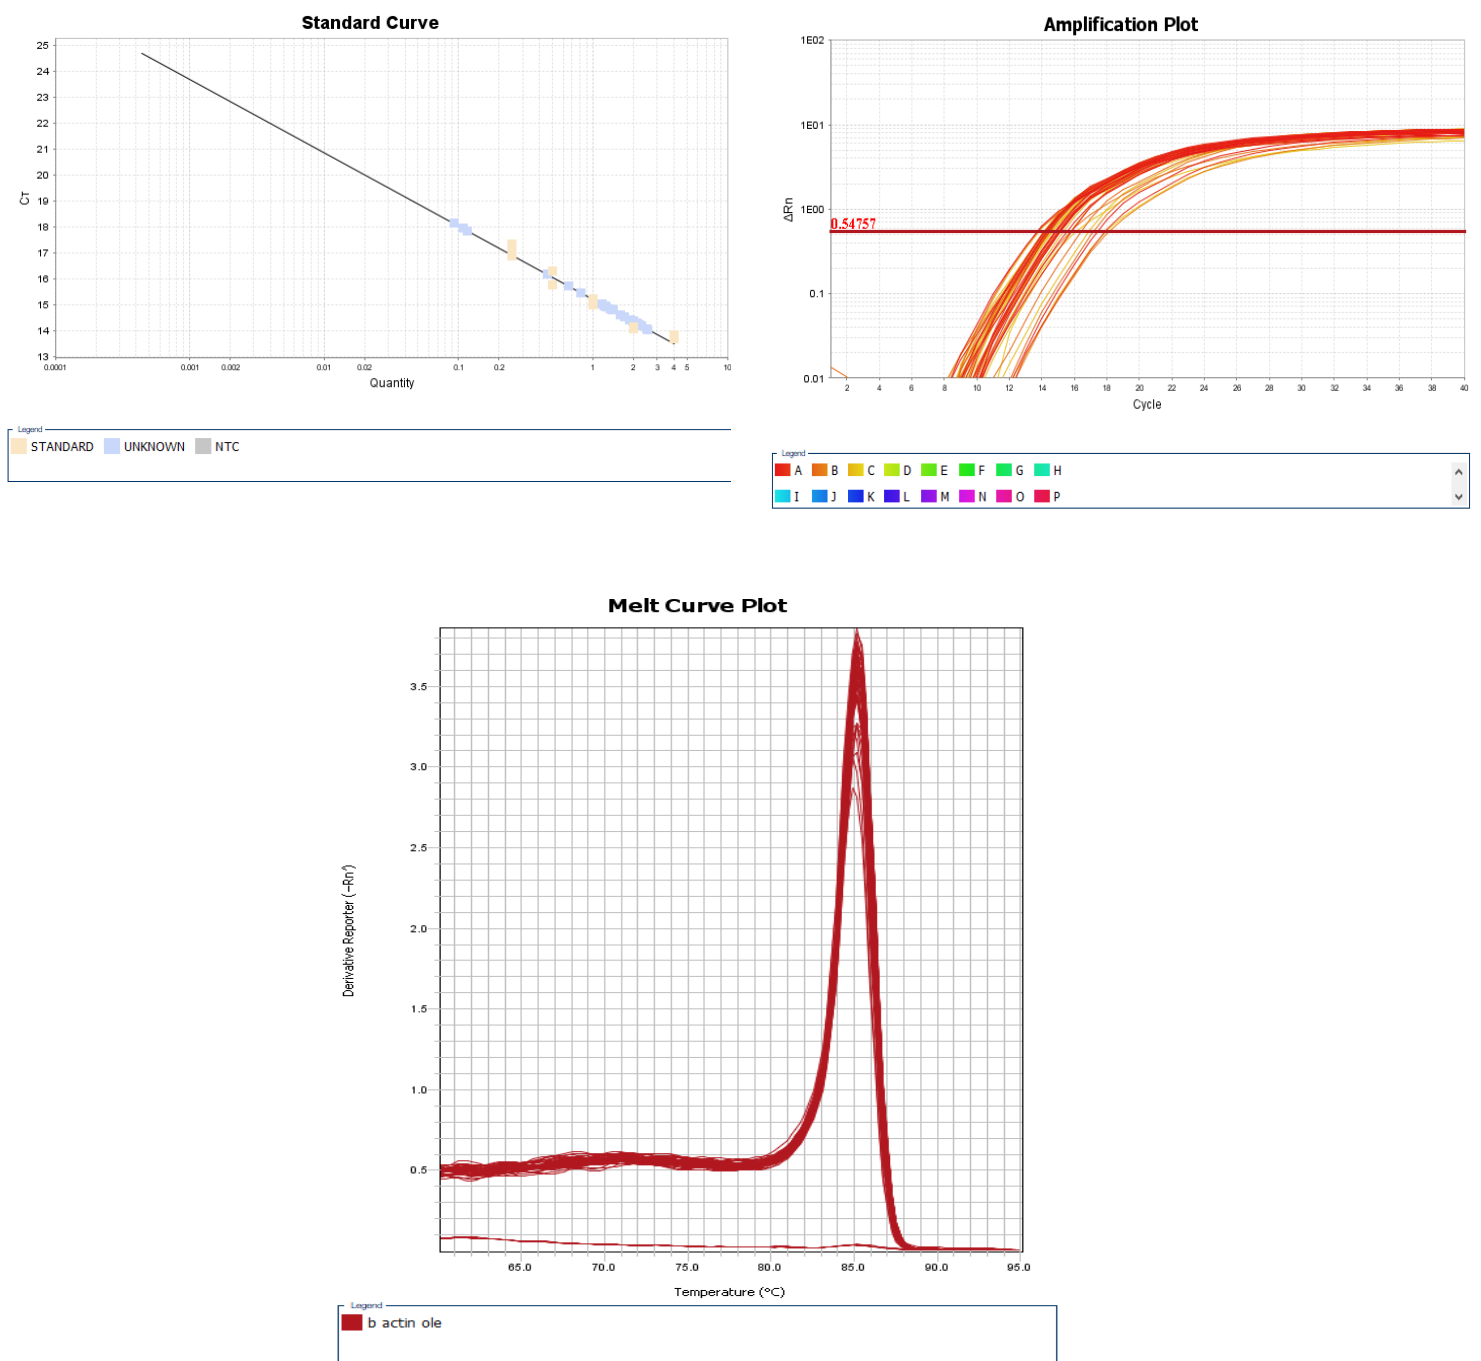 Standard Curve
25
24
23
22
21
20
19
18
17
16
15
14
13
CT
0.0001 0.001 0.002 0.01 0.02 0.1 0.2 1 2 3 4 5 10
Quantity
Legend
STANDARD UNKNOWN NTC
Amplification Plot
1E02
1E01
1E00
0.1
0.01
ΔRn
0.54757
2 4 6 8 10 12 14 16 18 20 22 24 26 28 30 32 34 36 38 40
Cycle
Legend
A B C D E F G H
I J K L M N O P
Melt Curve Plot
3.5
3.0
2.5
2.0
1.5
1.0
0.5
Derivative Reporter (-Rn')
65.0 70.0 75.0 80.0 85.0 90.0 95.0
Temperature (°C)
Legend
b actin ole